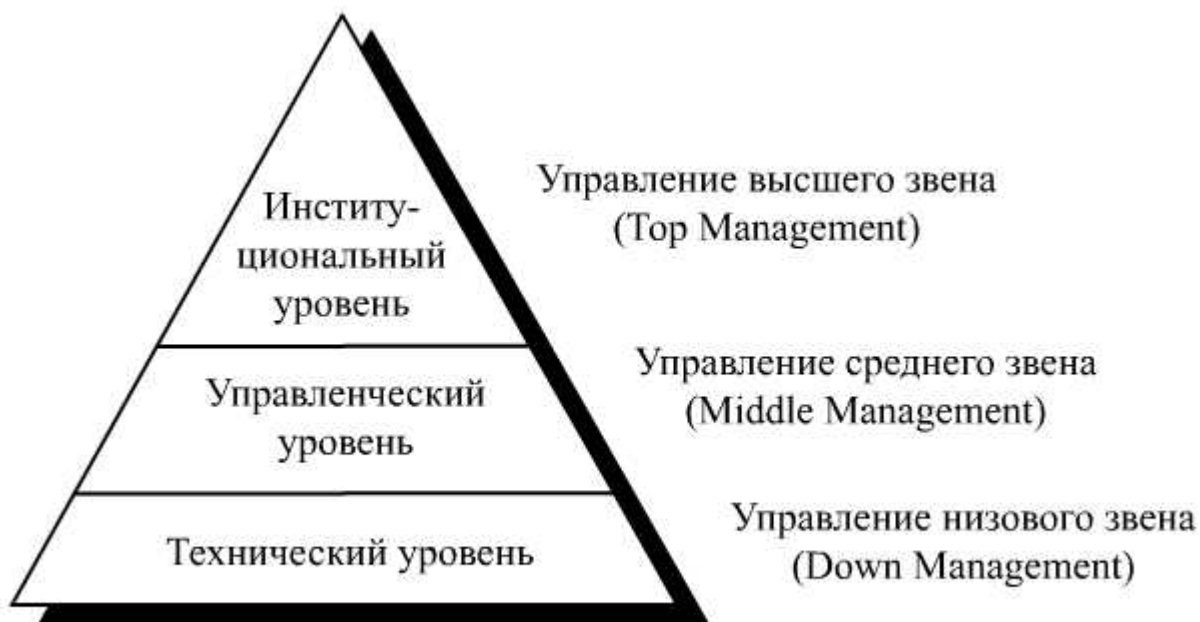 Институ-
циональный
уровень
Управление высшего звена
(Top Management)
Управленческий
уровень
Управление среднего звена
(Middle Management)
Технический уровень
Управление низового звена
(Down Management)